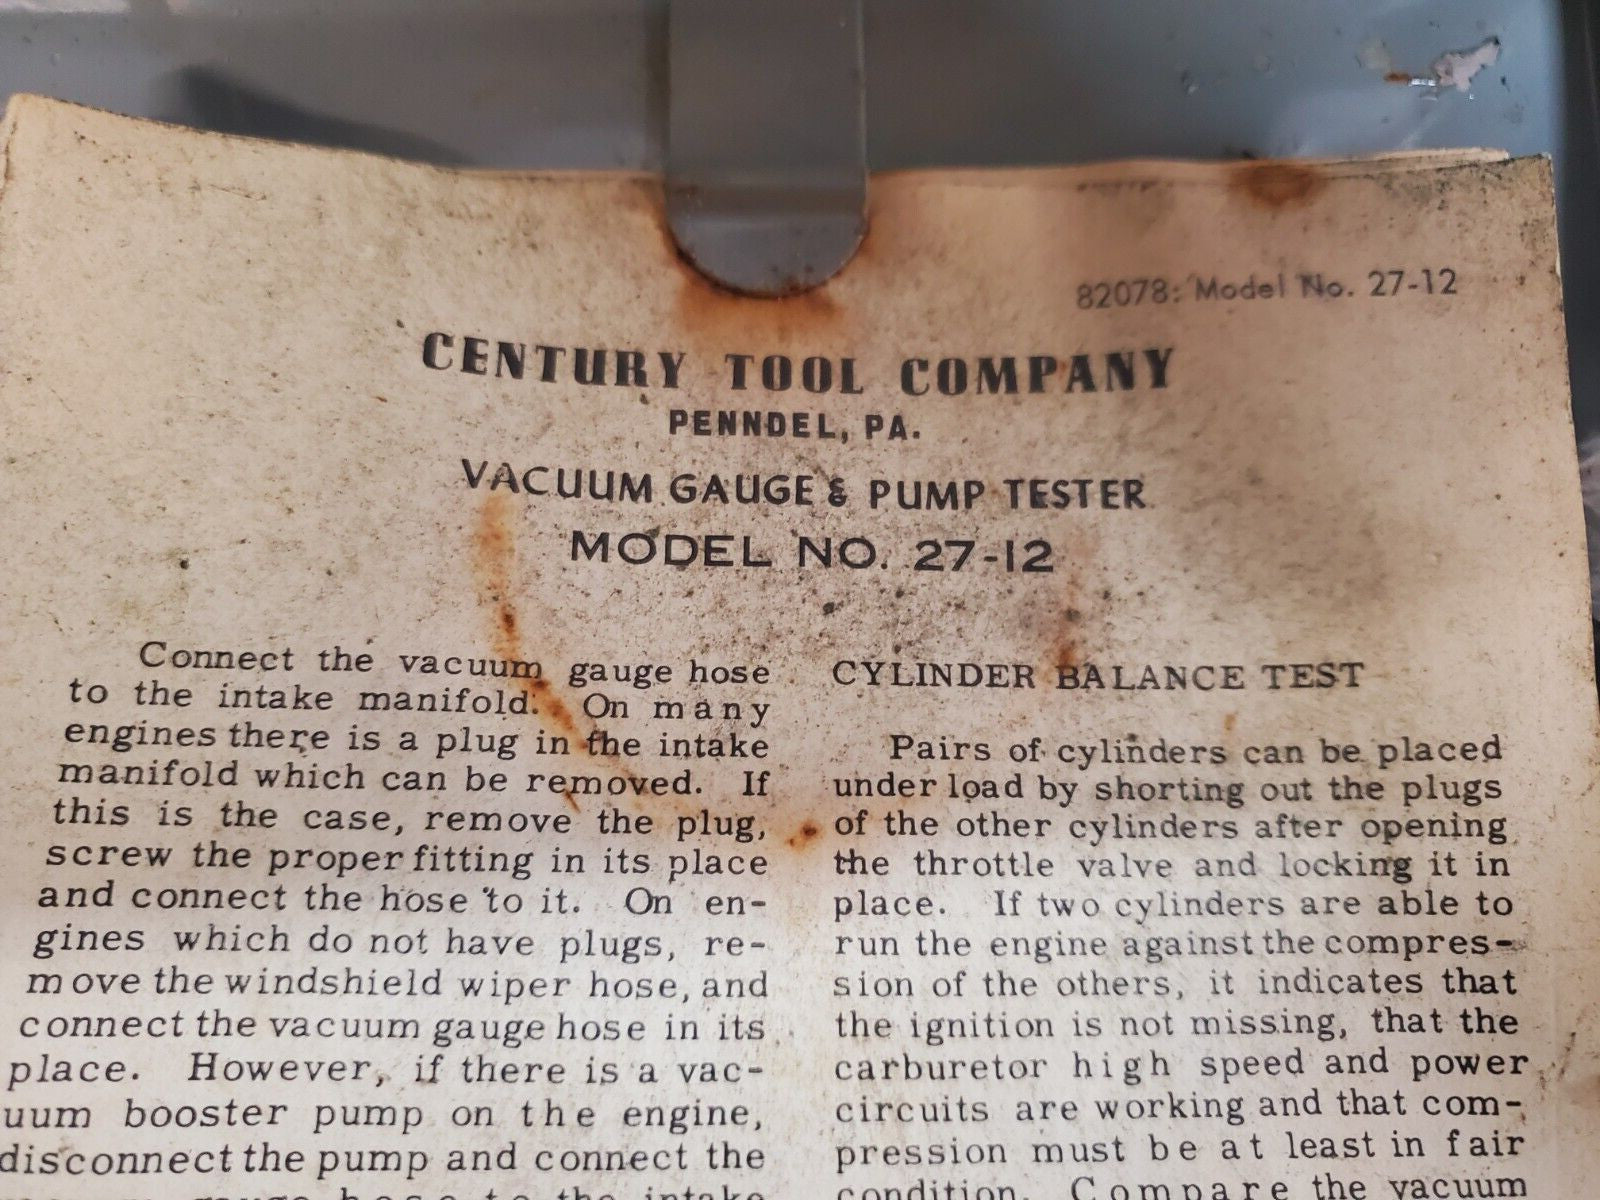 82078: Model No. 27-12
CENTURY TOOL COMPANY
PENNDEL, PA.
VACUUM GAUGE & PUMP TESTER
MODEL NO. 27-12
Connect the vacuum gauge hose
to the intake manifold. On many
engines there is a plug in the intake
manifold which can be removed. If
this is the case, remove the plug,
screw the proper fitting in its place
and connect the hose to it. On en-
gines which do not have plugs, re-
move the windshield wiper hose, and
connect the vacuum gauge hose in its
place. However, if there is a vac-
uum booster pump on the engine,
disconnect the pump and connect the
gauge hose to the intake
CYLINDER BALANCE TEST
Pairs of cylinders can be placed
under load by shorting out the plugs
of the other cylinders after opening
the throttle valve and locking it in
place. If two cylinders are able to
run the engine against the compres-
sion of the others, it indicates that
the ignition is not missing, that the
carburetor high speed and power
circuits are working and that com-
pression must be at least in fair
condition. Compare the vacuum